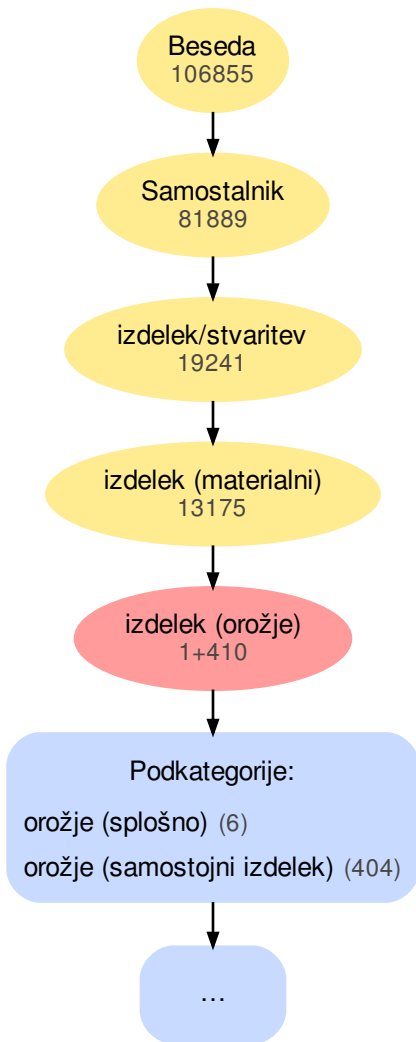 Beseda
106855
Samostalnik
81889
izdelek/stvaritev
19241
izdelek (materialni)
13175
izdelek (orožje)
1+410
Podkategorije:
orožje (splošno) (6)
orožje (samostojni izdelek) (404)
...